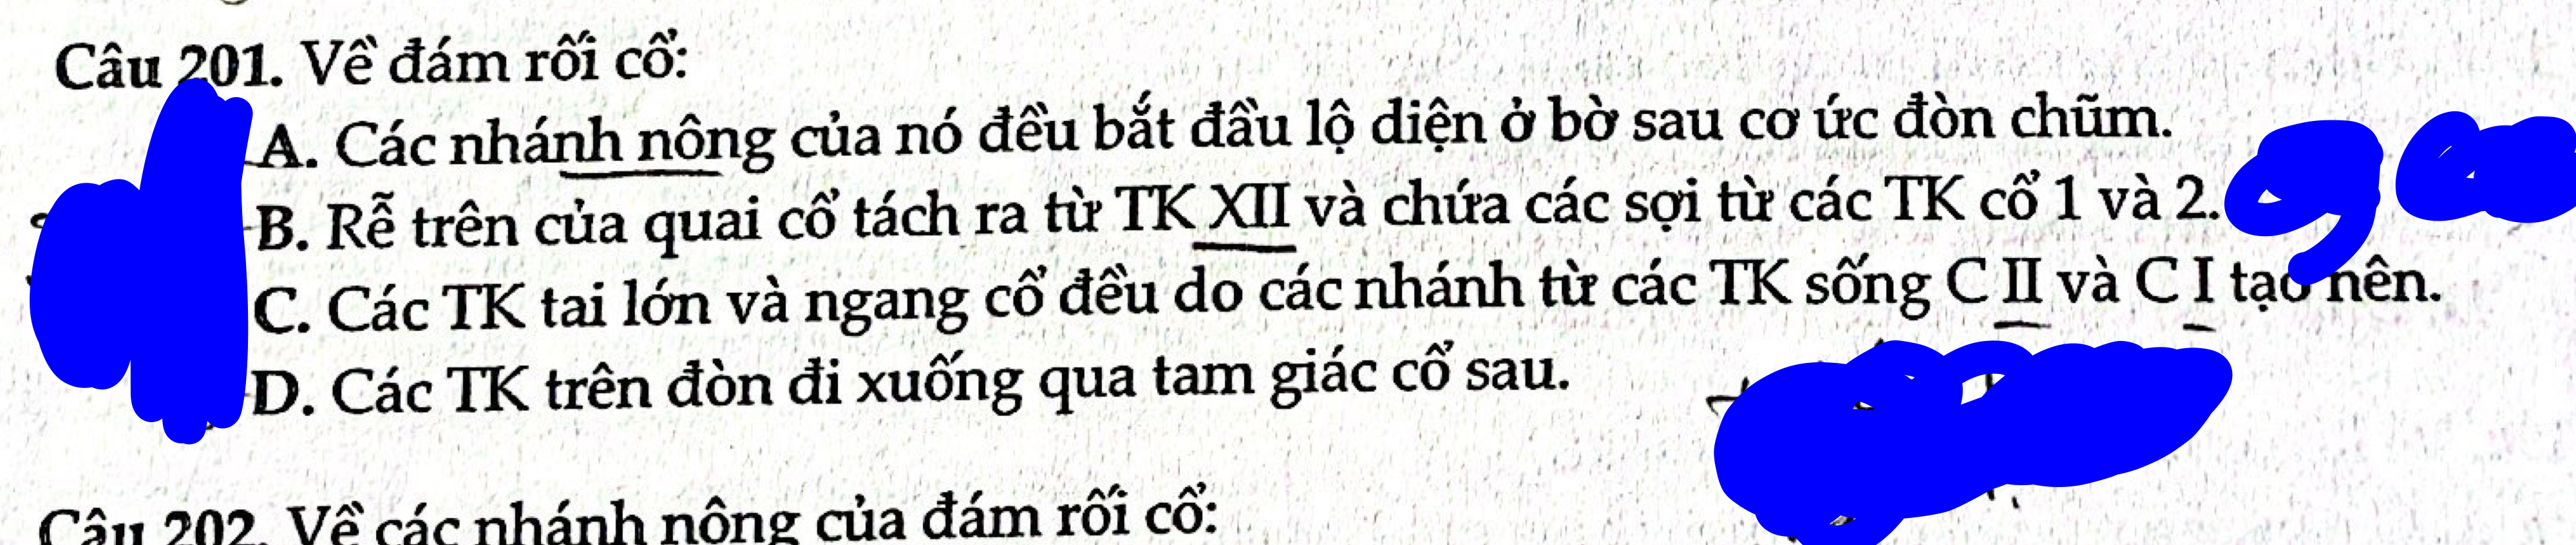 Câu 201. Về đám rối cổ:
A. Các nhánh nông của nó đều bắt đầu lộ diện ở bờ sau cơ ức đòn chũm.
B. Rễ trên của quai cổ tách ra từ TK XII và chứa các sợi từ các TK cổ 1 và 2.
C. Các TK tai lớn và ngang cổ đều do các nhánh từ các TK sống C II và C I tạo nên.
D. Các TK trên đòn đi xuống qua tam giác cổ sau.
Câu 202. Về các nhánh nông của đám rối cổ: